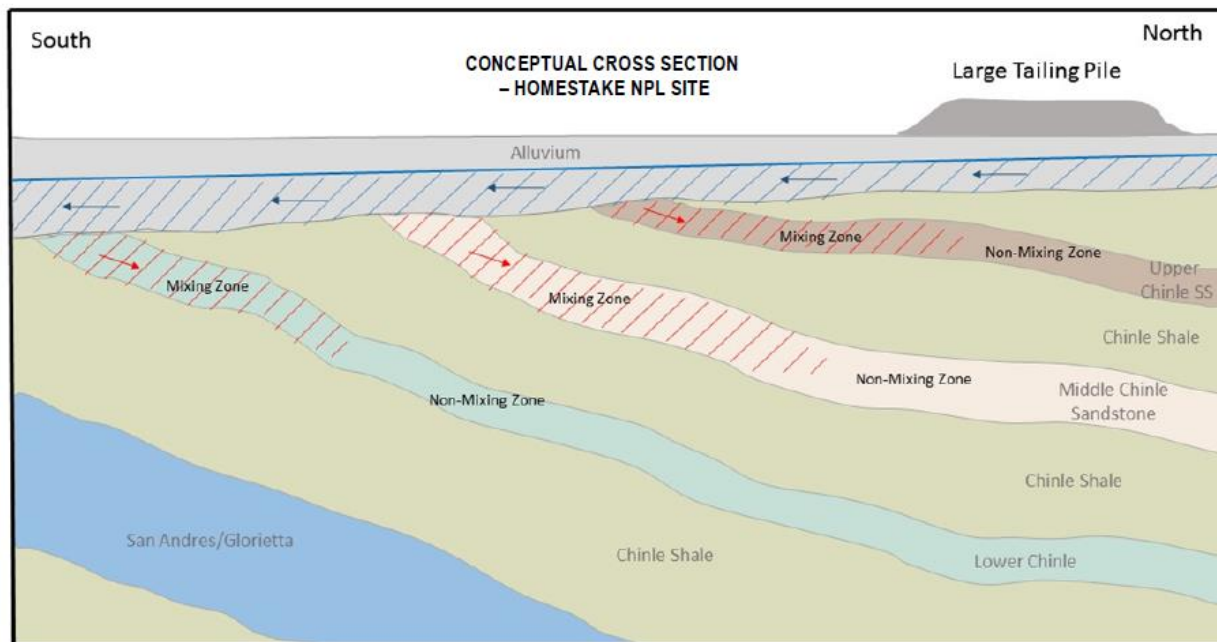 South
North
CONCEPTUAL CROSS SECTION
– HOMESTAKE NPL SITE
Large Tailing Pile
Alluvium
Mixing Zone
Non-Mixing Zone
Upper
Chinle SS
Mixing Zone
Mixing Zone
Chinle Shale
Non-Mixing Zone
Middle Chinle
Sandstone
Non-Mixing Zone
Chinle Shale
San Andres/Glorietta
Chinle Shale
Lower Chinle